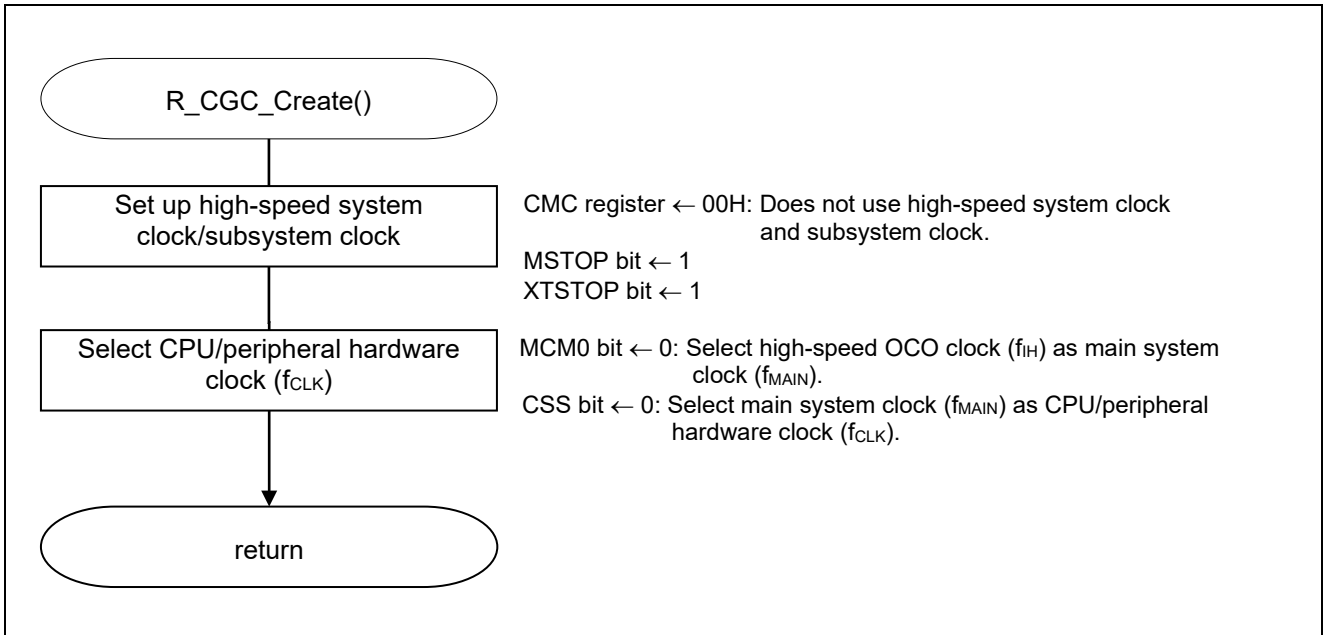 R_CGC_Create()
Set up high-speed system
clock/subsystem clock
CMC register ← 00H: Does not use high-speed system clock
and subsystem clock.
MSTOP bit ← 1
XTSTOP bit ← 1
Select CPU/peripheral hardware
clock (fCLK)
MCM0 bit ← 0: Select high-speed OCO clock (fIH) as main system
clock (fMAIN).
CSS bit ← 0: Select main system clock (fMAIN) as CPU/peripheral
hardware clock (fCLK).
return